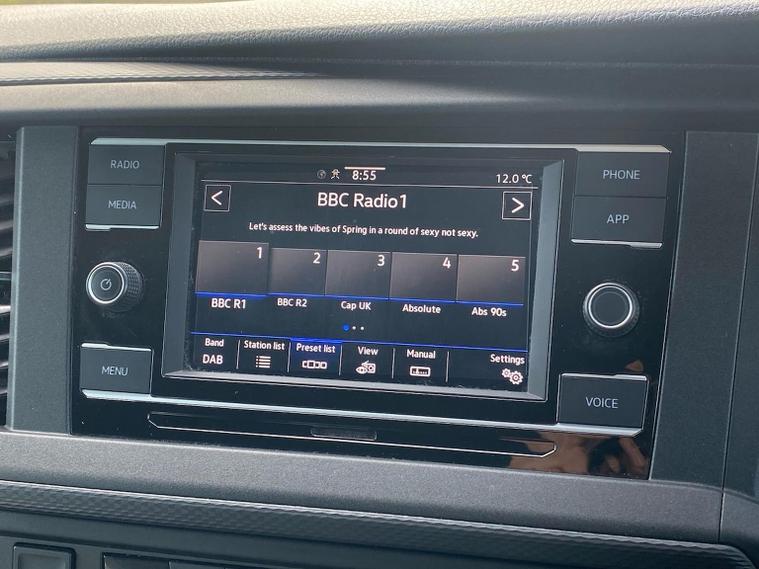 RADIO
MEDIA
MENU
8:55
12.0 °C
<
BBC Radio1
>
Let's assess the vibes of Spring in a round of sexy not sexy.
1
2
3
4
5
BBC R1
BBC R2
Cap UK
Absolute
Abs 90s
Band
DAB
Station list
Preset list
View
Manual
Settings
PHONE
APP
VOICE